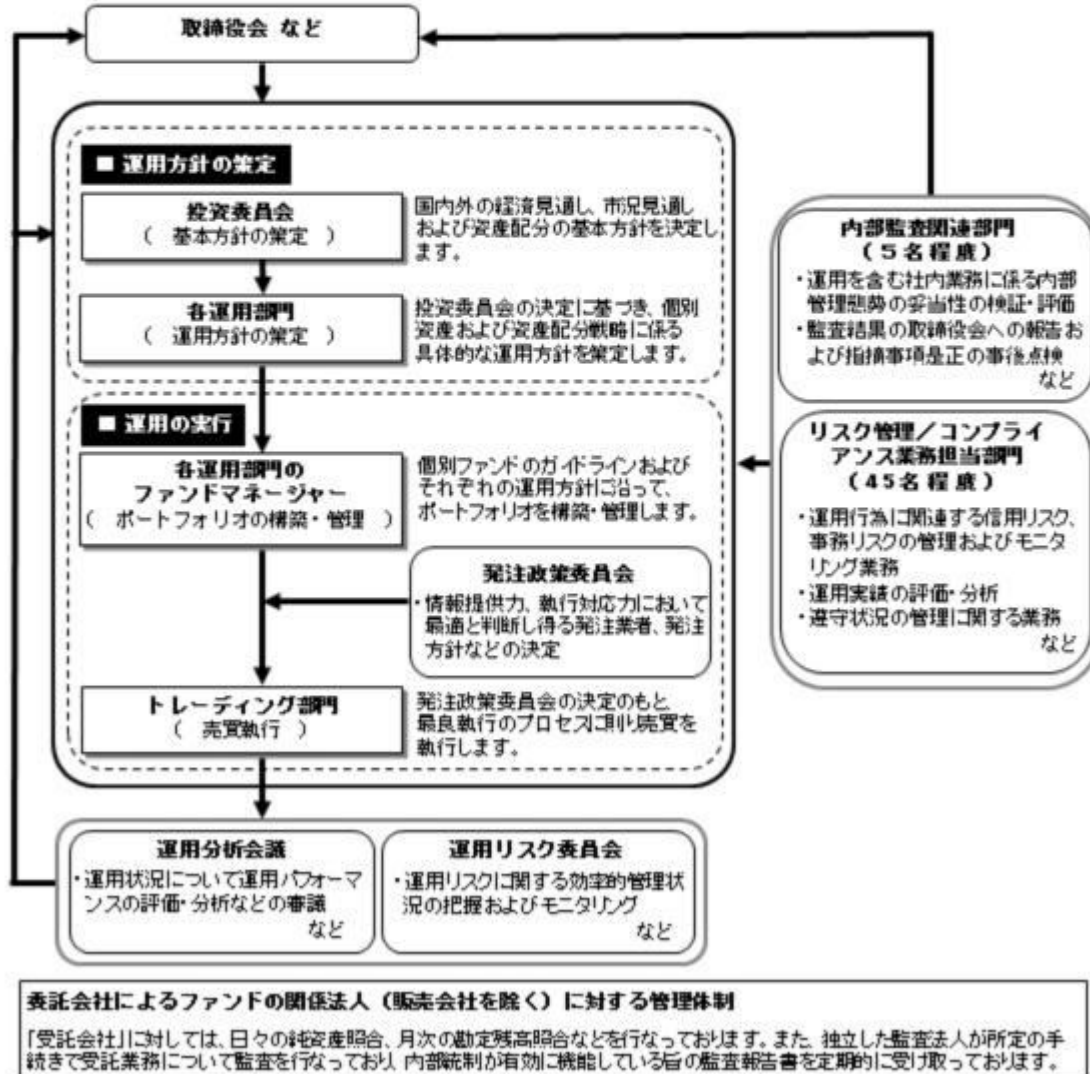 取締役会 など
■ 運用方針の策定
投資委員会
（ 基本方針の策定 ）
国内外の経済見通し、市況見通し
および資産配分の基本方針を決定し
ます。
各運用部門
（ 運用方針の策定 ）
投資委員会の決定に基づき、個別
資産および資産配分戦略に係る
具体的な運用方針を策定します。
■ 運用の実行
各運用部門の
ファンドマネージャー
（ ポートフォリオの構築・管理 ）
個別ファンドのガイドラインおよび
それぞれの運用方針に沿って、
ポートフォリオを構築・管理します。
発注政策委員会
・情報提供力、執行対応力において
最適と判断し得る発注業者、発注
方針などの決定
トレーディング部門
（ 売買執行 ）
発注政策委員会の決定のもと
最良執行のプロセスに則り売買を
執行します。
内部監査関連部門
（5名程度）
・運用を含む社内業務に係る内部
管理態勢の妥当性の検証・評価
・監査結果の取締役会への報告お
よび指摘事項是正の事後点検
など
リスク管理／コンプライ
アンス業務担当部門
（45名程度）
・運用行為に関連する信用リスク、
事務リスクの管理およびモニタ
リング業務
・運用実績の評価・分析
・遵守状況の管理に関する業務
など
運用分析会議
・運用状況について運用パフォーマ
ンスの評価・分析などの審議
など
運用リスク委員会
・運用リスクに関する効率的管理状
況の把握およびモニタリング
など
委託会社によるファンドの関係法人（販売会社を除く）に対する管理体制
「受託会社」に対しては、日々の純資産照合、月次の勘定残高照合などを行なっております。また、独立した監査法人が所定の手
続きで受託業務について監査を行なっており、内部統制が有効に機能している旨の監査報告書を定期的に受け取っております。